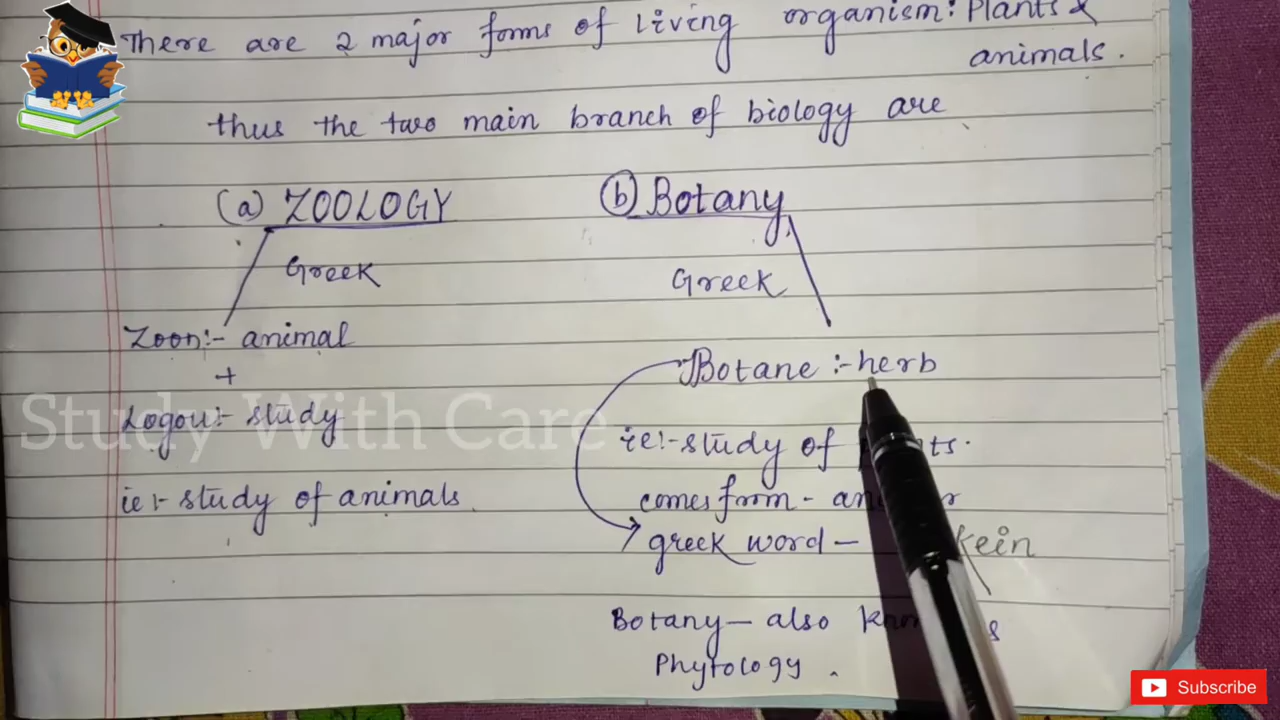 There are 2 major forms of living organism: Plants &
animals.
thus the two main branch of biology are
(a) ZOOLOGY
(b) Botany
Greek
Greek
Zoon:- animal
Botane :- herb
+
Logou:- study
ie:- study of
Study With Care
ie:- study of animals
comes from -
greek word -
Botany - also
Phytology .
Subscribe